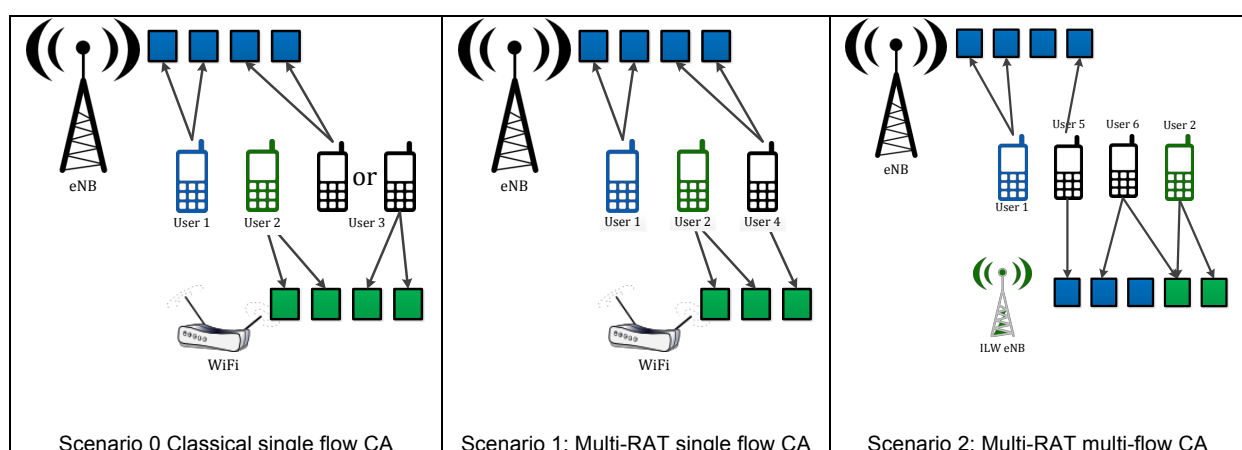 eNB
User 1
User 2
or
User 3
WiFi
Scenario 0 Classical single flow CA
eNB
User 1
User 2
User 4
WiFi
Scenario 1: Multi-RAT single flow CA
eNB
User 5
User 6
User 2
User 1
ILW eNB
Scenario 2: Multi-RAT multi-flow CA